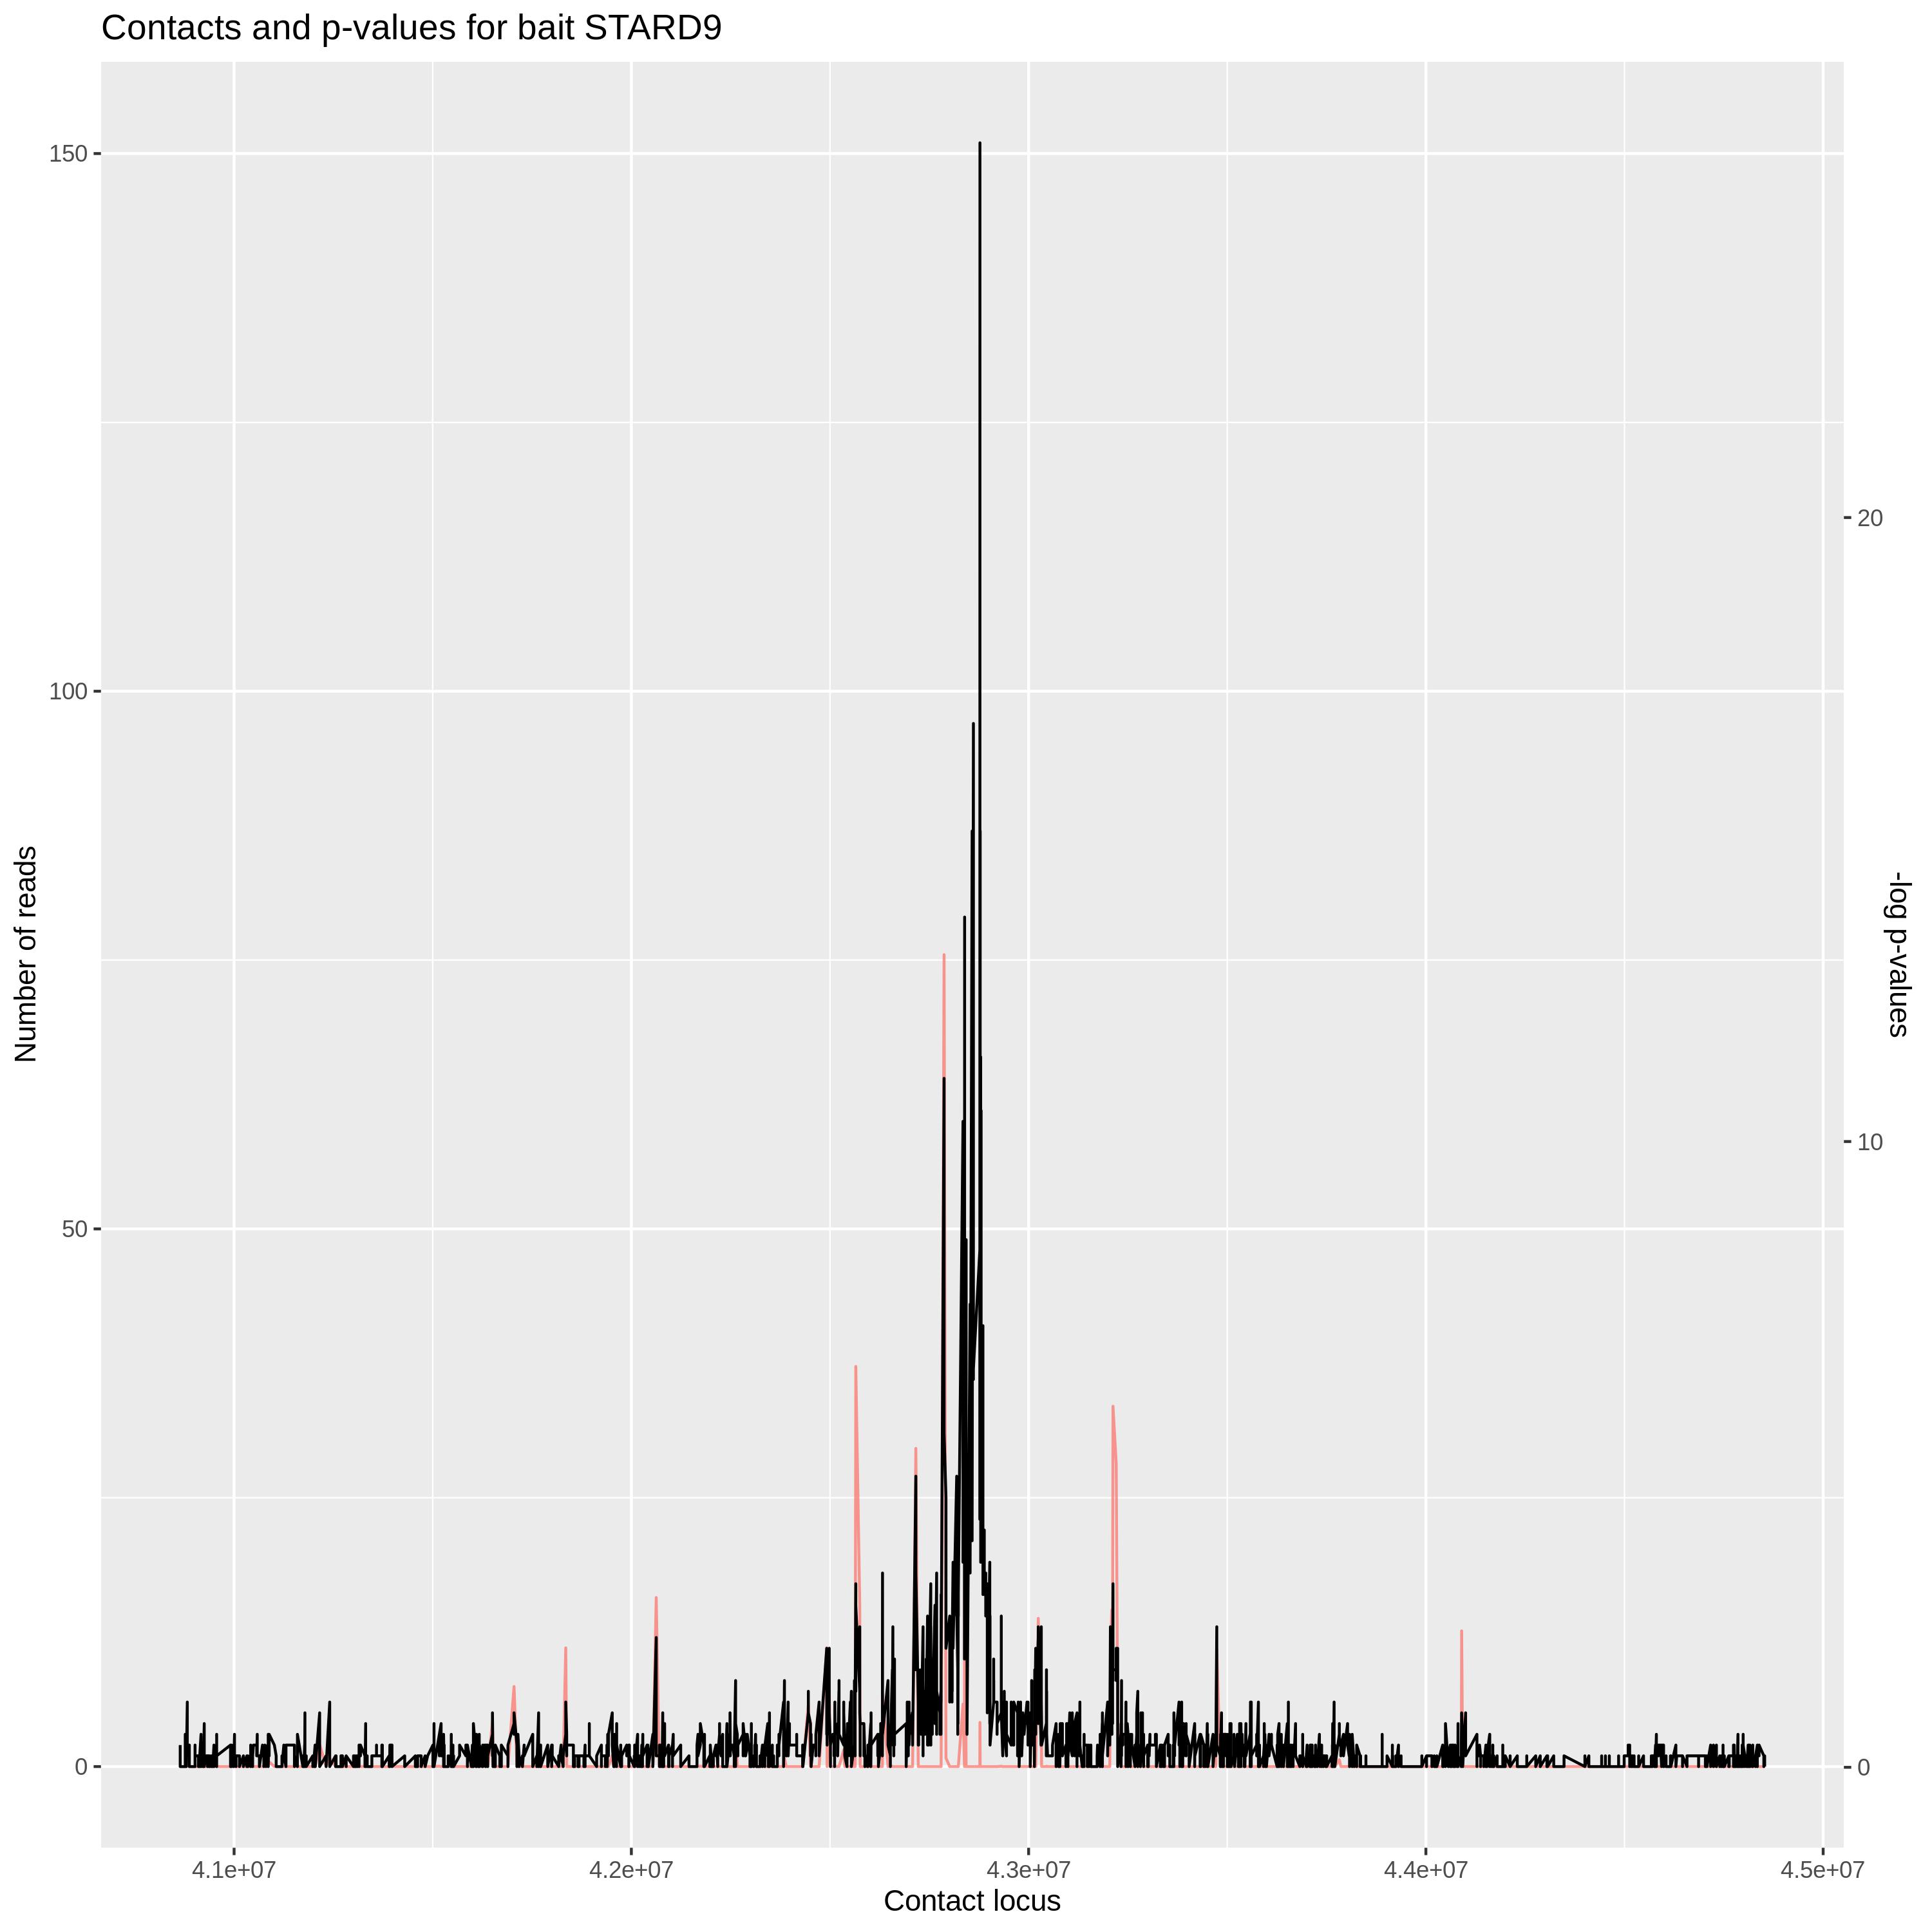 Contacts and p-values for bait STARD9
150
100
50
0
Number of reads
20
10
0
-log p-values
4.1e+07 4.2e+07 4.3e+07 4.4e+07 4.5e+07
Contact locus